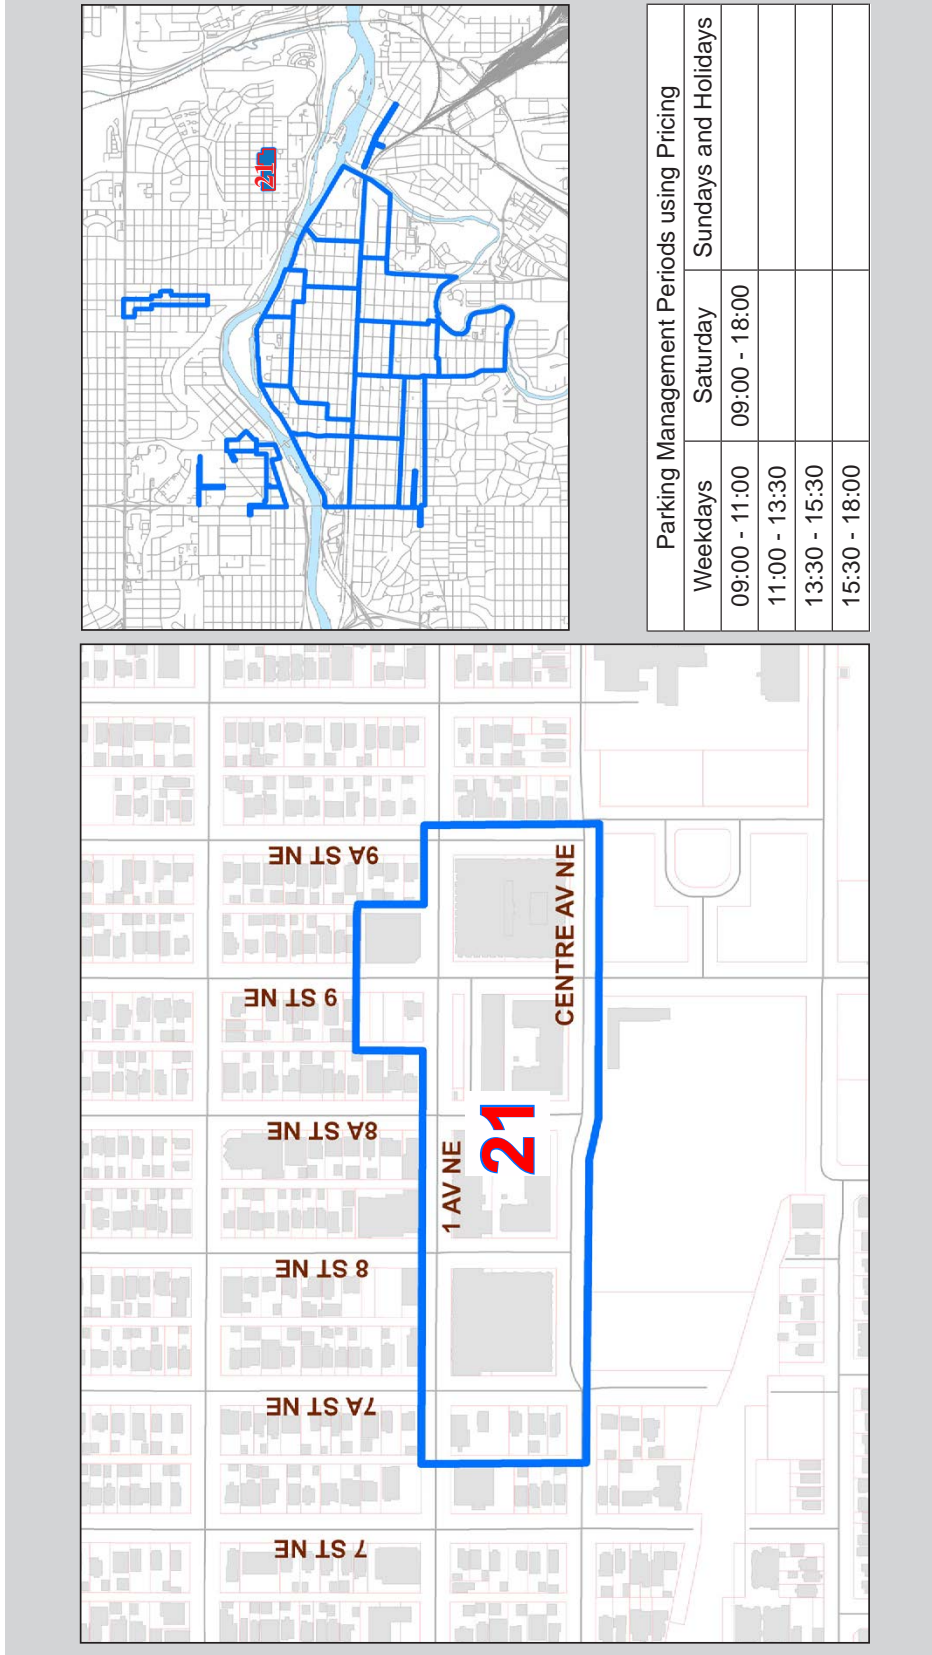 7 ST NE
7A ST NE
8 ST NE
8A ST NE
9 ST NE
9A ST NE
1 AV NE
21
CENTRE AV NE
21
Parking Management Periods using Pricing
Weekdays Saturday Sundays and Holidays
09:00 - 11:00 09:00 - 18:00
11:00 - 13:30
13:30 - 15:30
15:30 - 18:00